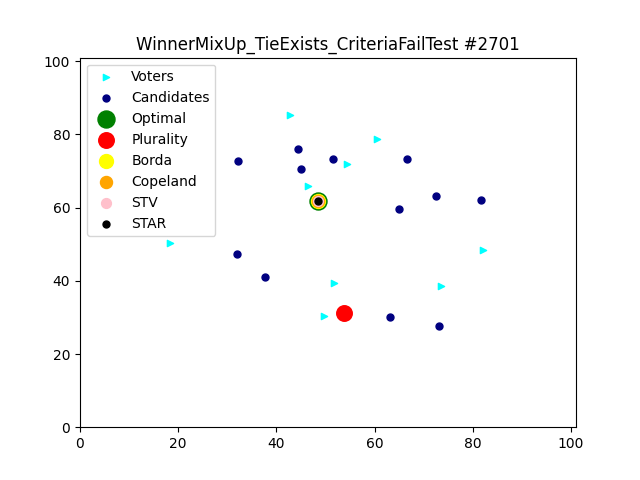 WinnerMixUp_TieExists_CriteriaFailTest #2701
100
80
60
40
20
0
Voters
Candidates
Optimal
Plurality
Borda
Copeland
STV
STAR
0 20 40 60 80 100